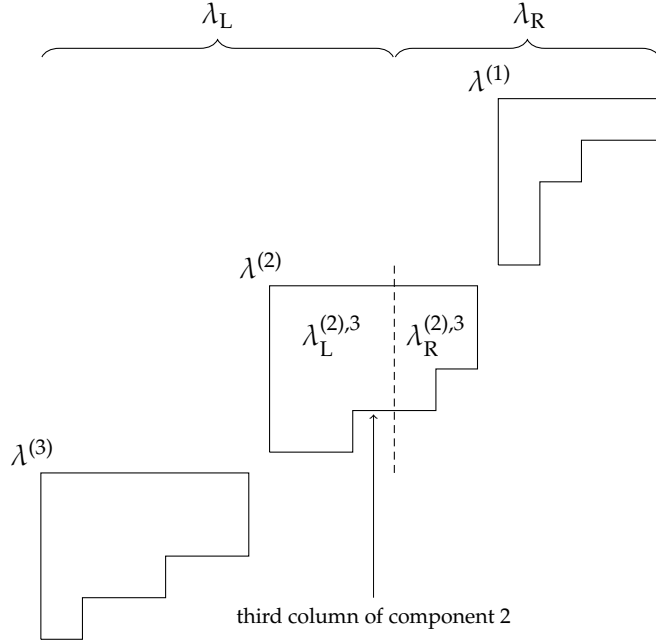 λ_L λ_R
λ^(1)
λ^(2)
λ_L^(2),3 λ_R^(2),3
λ^(3)
third column of component 2